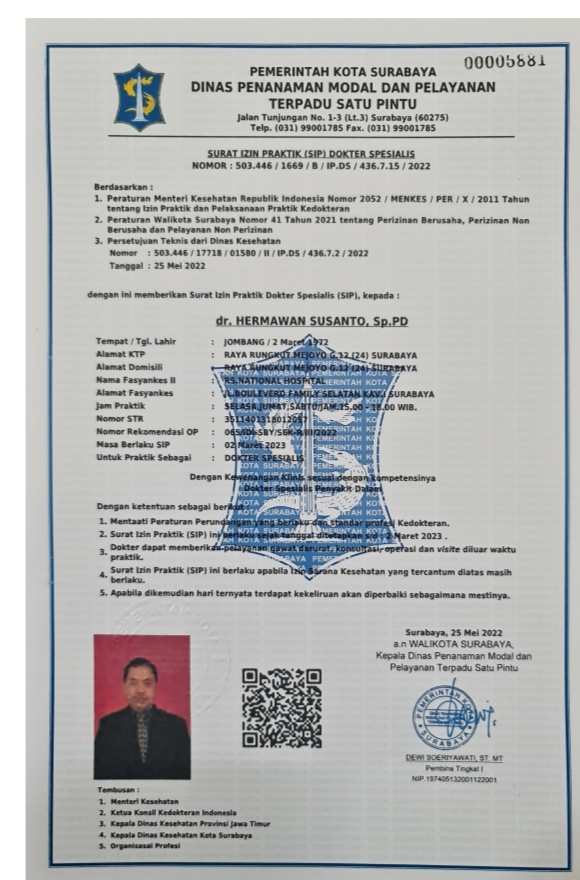 00005881
PEMERINTAH KOTA SURABAYA
DINAS PENANAMAN MODAL DAN PELAYANAN
TERPADU SATU PINTU
Jalan Tunjungan No. 1-3 (Lt.3) Surabaya (60275)
Telp. (031) 99001785 Fax. (031) 99001785
SURAT IZIN PRAKTIK (SIP) DOKTER SPESIALIS
NOMOR : 503.446 / 1669 / B / IP.DS / 436.7.15 / 2022
Berdasarkan :
1. Peraturan Menteri Kesehatan Republik Indonesia Nomor 2052 / MENKES / PER / X / 2011 Tahun
tentang Izin Praktik dan Pelaksanaan Praktik Kedokteran
2. Peraturan Walikota Surabaya Nomor 41 Tahun 2021 tentang Perizinan Berusaha, Perizinan Non
Berusaha dan Pelayanan Non Perizinan
3. Persetujuan Teknis dari Dinas Kesehatan
Nomor : 503.446 / 17718 / 01580 / II / IP.DS / 436.7.2 / 2022
Tanggal : 25 Mei 2022
dengan ini memberikan Surat Izin Praktik Dokter Spesialis (SIP), kepada :
dr. HERMAWAN SUSANTO, Sp.PD
Tempat / Tgl. Lahir : JOMBANG / 2 Maret 1972
Alamat KTP : RAYA RUNGKUT MEJOYO G.12 (24) SURABAYA
Alamat Domisili : RAYA RUNGKUT MEJOYO G.12 (24) SURABAYA
Nama Fasyankes II : RS.NATIONAL HOSPITAL
Alamat Fasyankes : JL.BOULEVERD FAMILY SELATAN KAV.I SURABAYA
Jam Praktik : SELASA,JUMAT,SABTU/JAM.15.00 - 18.00 WIB.
Nomor STR : 3511401318012097
Nomor Rekomendasi OP :
Masa Berlaku SIP : 02 Maret 2023
Untuk Praktik Sebagai : DOKTER SPESIALIS
Dengan Kewenangan Klinis sesuai dengan kompetensinya
Dokter Spesialis Penyakit Dalam
Dengan ketentuan sebagai berikut :
1. Mentaati Peraturan Perundangan yang berlaku dan standar profesi Kedokteran.
2. Surat Izin Praktik (SIP) ini berlaku sejak tanggal ditetapkan s/d : 2 Maret 2023 .
3. Dokter dapat memberikan pelayanan gawat darurat, konsultasi, operasi dan visite diluar waktu
praktik.
4. Surat Izin Praktik (SIP) ini berlaku apabila Izin Sarana Kesehatan yang tercantum diatas masih
berlaku.
5. Apabila dikemudian hari ternyata terdapat kekeliruan akan diperbaiki sebagaimana mestinya.
Surabaya, 25 Mei 2022
a.n WALIKOTA SURABAYA,
Kepala Dinas Penanaman Modal dan
Pelayanan Terpadu Satu Pintu
PEMERINTAH KOTA
SURABAYA
DEWI SOERIYAWATI, ST. MT
Pembina Tingkat I
NIP.197405132001122001
Tembusan :
1. Menteri Kesehatan
2. Ketua Konsil Kedokteran Indonesia
3. Kepala Dinas Kesehatan Provinsi Jawa Timur
4. Kepala Dinas Kesehatan Kota Surabaya
5. Organisasai Profesi